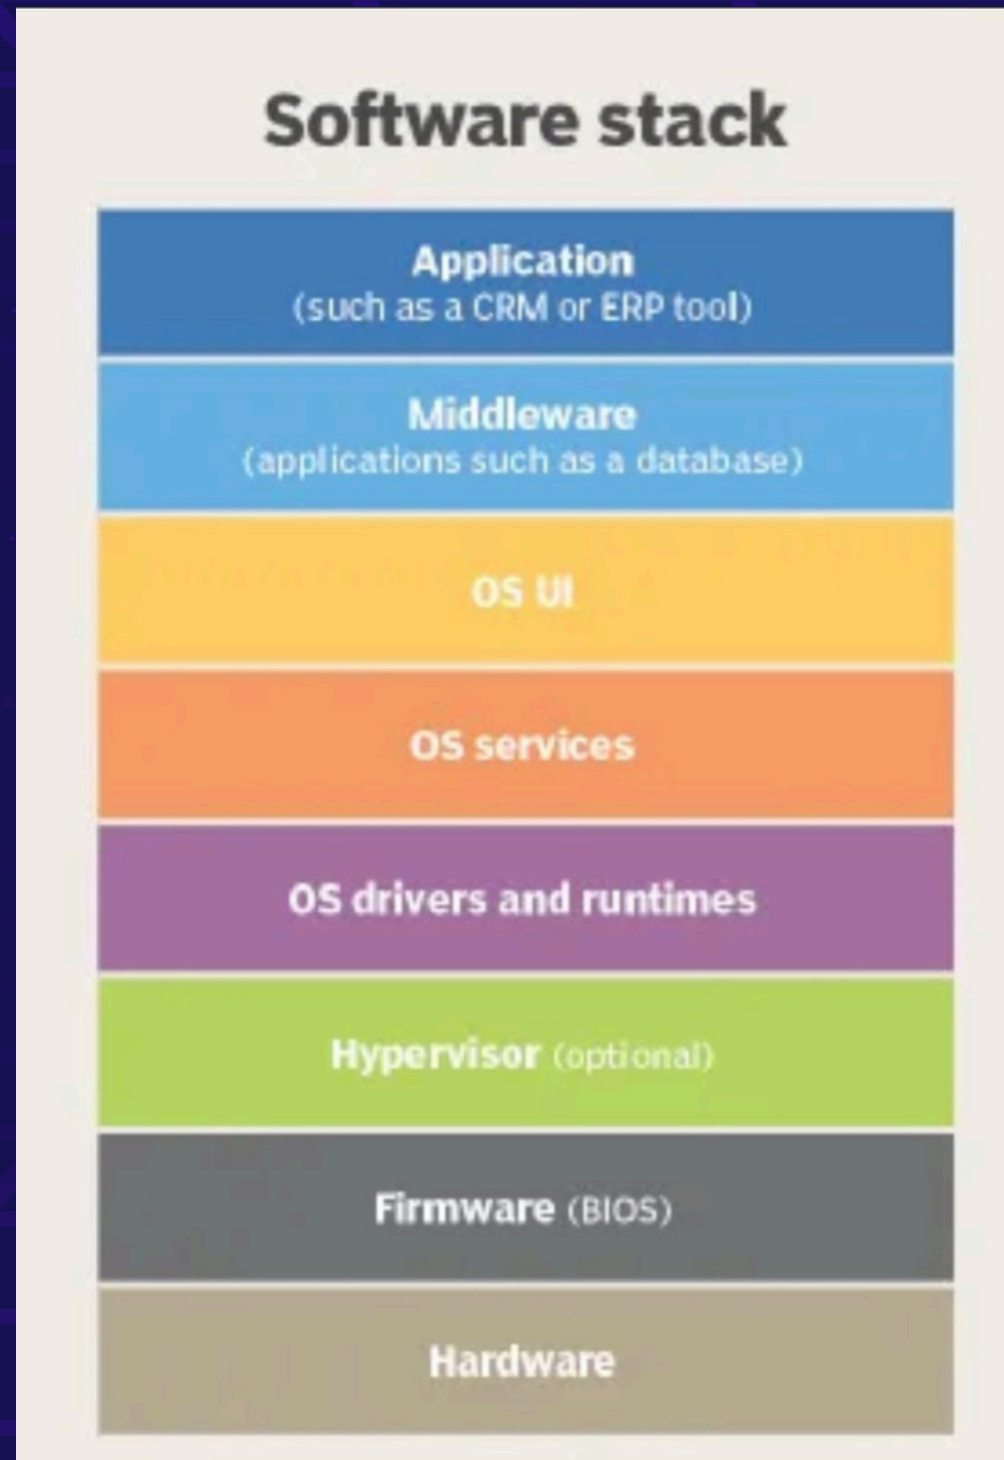 Software stack
Application
(such as a CRM or ERP tool)
Middleware
(applications such as a database)
OS UI
OS services
OS drivers and runtimes
Hypervisor (optional)
Firmware (BIOS)
Hardware